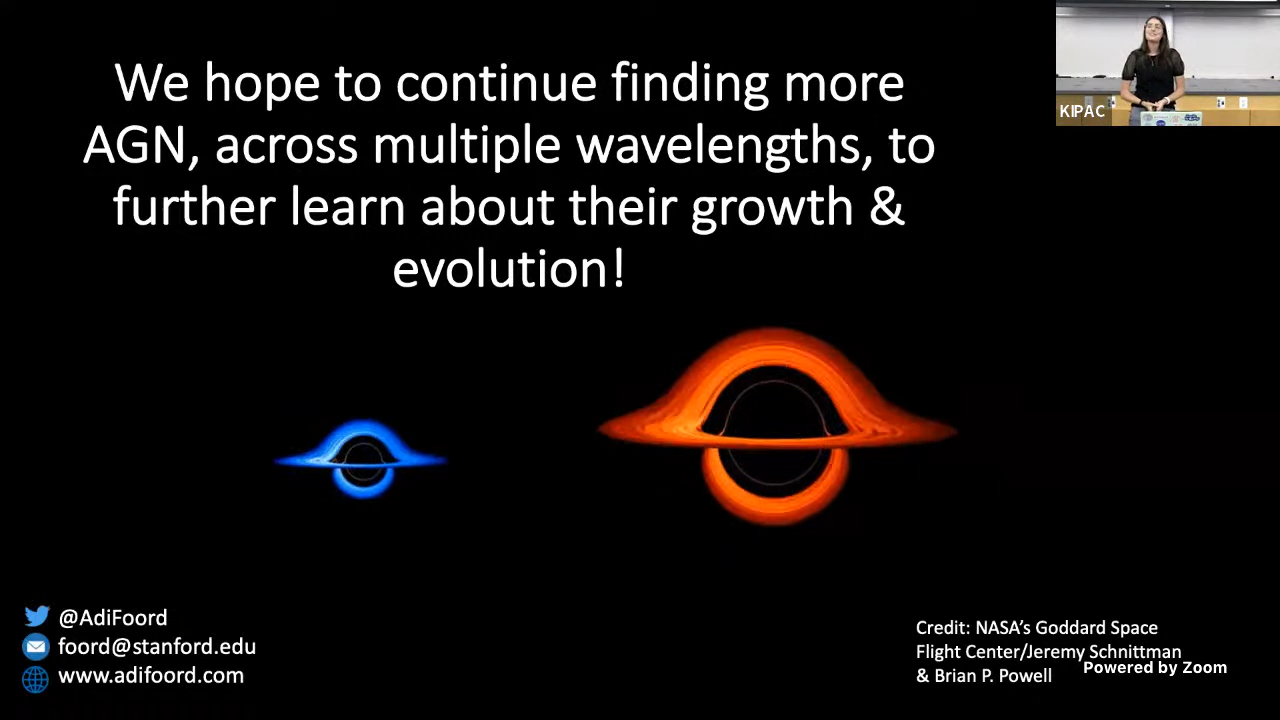 We hope to continue finding more
AGN, across multiple wavelengths, to
further learn about their growth &
evolution!
KIPAC
@AdiFoord
foord@stanford.edu
www.adifoord.com
Credit: NASA's Goddard Space
Flight Center/Jeremy Schnittman
& Brian P. Powell
Powered by Zoom